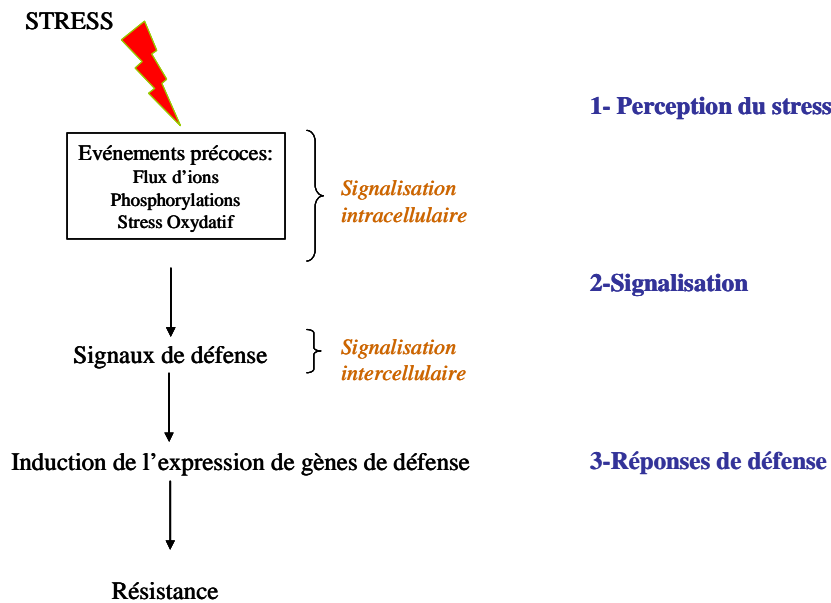 STRESS
1- Perception du stress
Evénements précoces:
Flux d'ions
Phosphorylations
Stress Oxydatif
Signalisation
intracellulaire
2-Signalisation
Signaux de défense
Signalisation
intercellulaire
Induction de l'expression de gènes de défense
3-Réponses de défense
Résistance